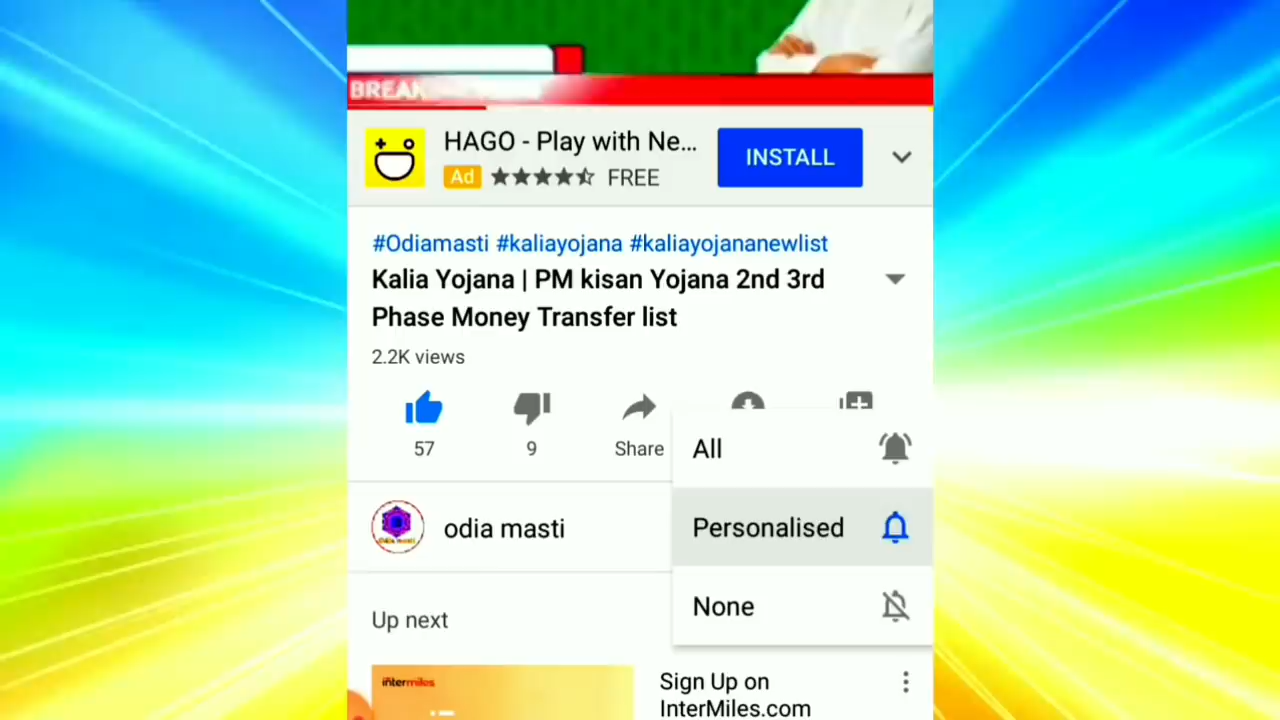 BREAK
HAGO - Play with Ne...
INSTALL
Ad
FREE
#Odiamasti #kaliayojana #kaliayojananewlist
Kalia Yojana | PM kisan Yojana 2nd 3rd
Phase Money Transfer list
2.2K views
57
9
Share
All
odia masti
Personalised
None
Up next
intermiles
Sign Up on
InterMiles.com